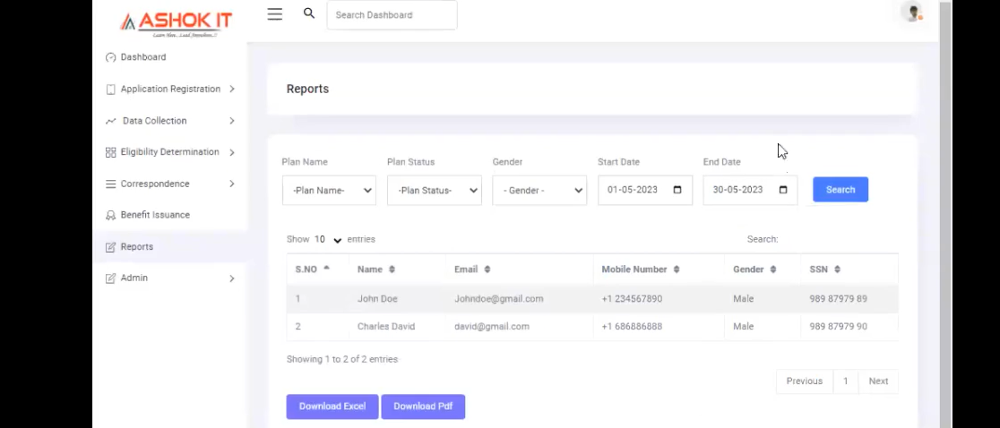 ASHOK IT
Learn Here.. Lead Anywhere..!!
Search Dashboard
Dashboard
Application Registration
Data Collection
Eligibility Determination
Correspondence
Benefit Issuance
Reports
Admin
Reports
Plan Name Plan Status Gender Start Date End Date
-Plan Name- -Plan Status- - Gender - 01-05-2023 30-05-2023 Search
Show 10 entries Search:
S.NO Name Email Mobile Number Gender SSN
1 John Doe Johndoe@gmail.com +1 234567890 Male 989 87979 89
2 Charles David david@gmail.com +1 686886888 Male 989 87979 90
Showing 1 to 2 of 2 entries
Previous 1 Next
Download Excel Download Pdf